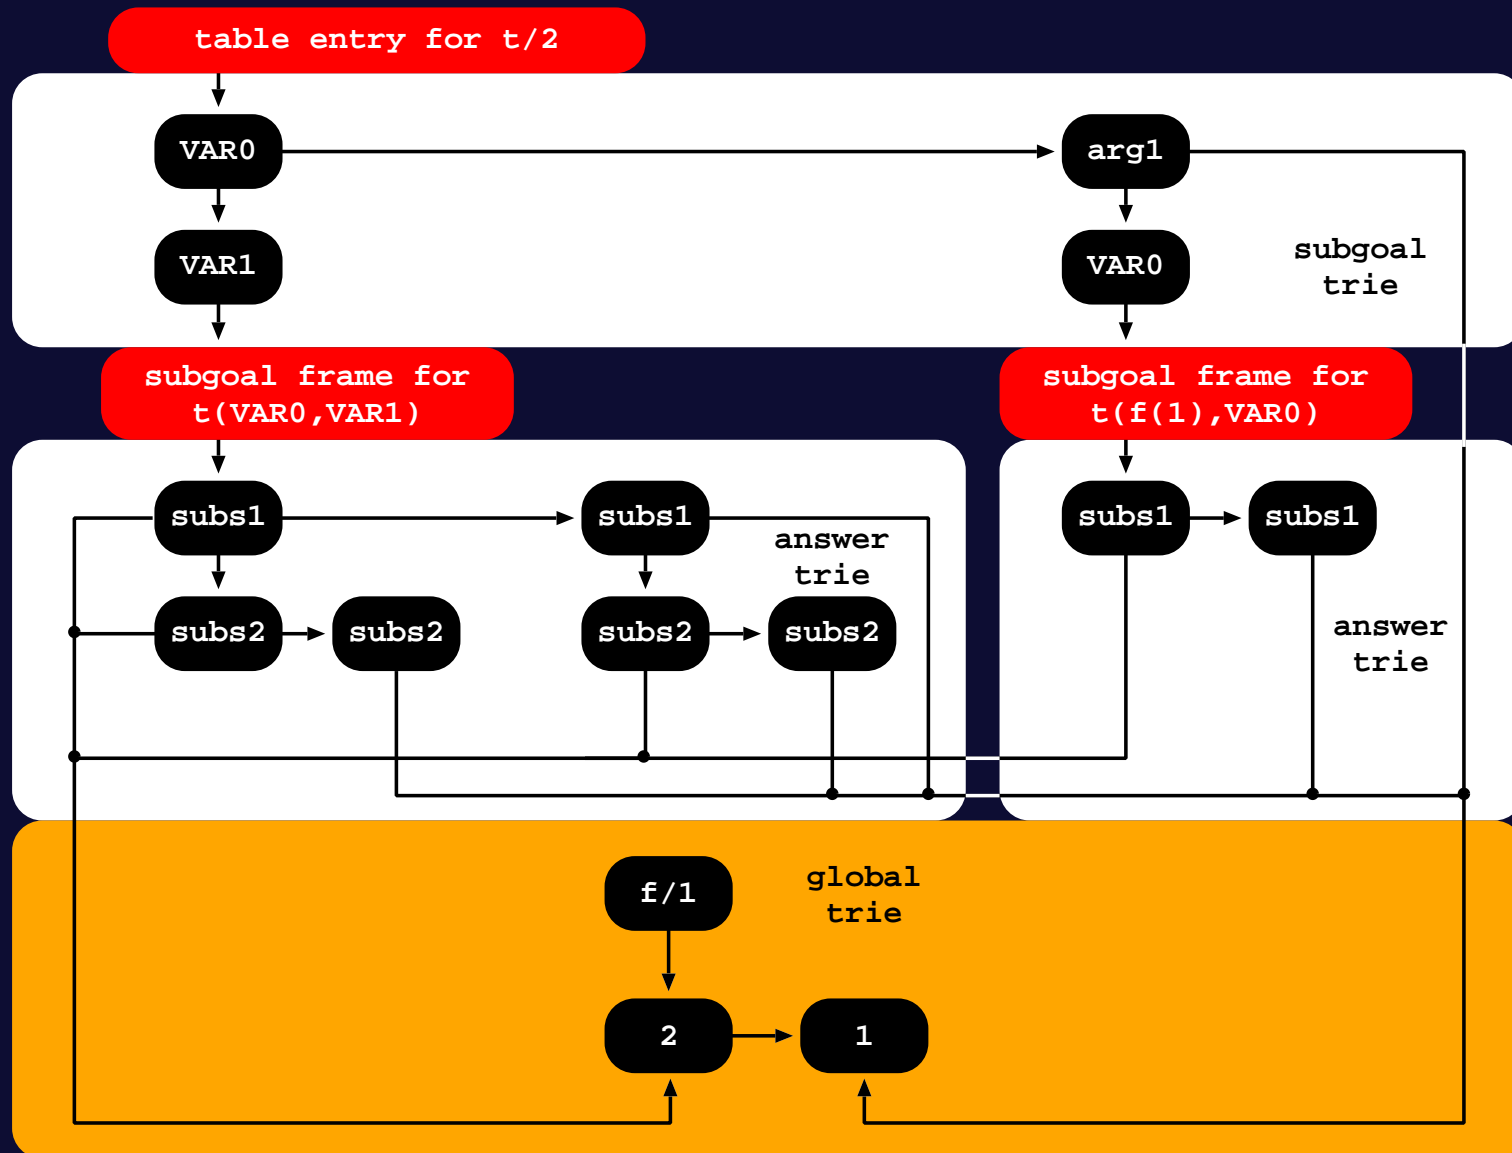 table entry for t/2
VAR0
arg1
VAR1
VAR0
subgoal
trie
subgoal frame for
t(VAR0,VAR1)
subgoal frame for
t(f(1),VAR0)
subs1
subs1
subs1
subs1
answer
trie
subs2
subs2
subs2
subs2
answer
trie
f/1
global
trie
2
1